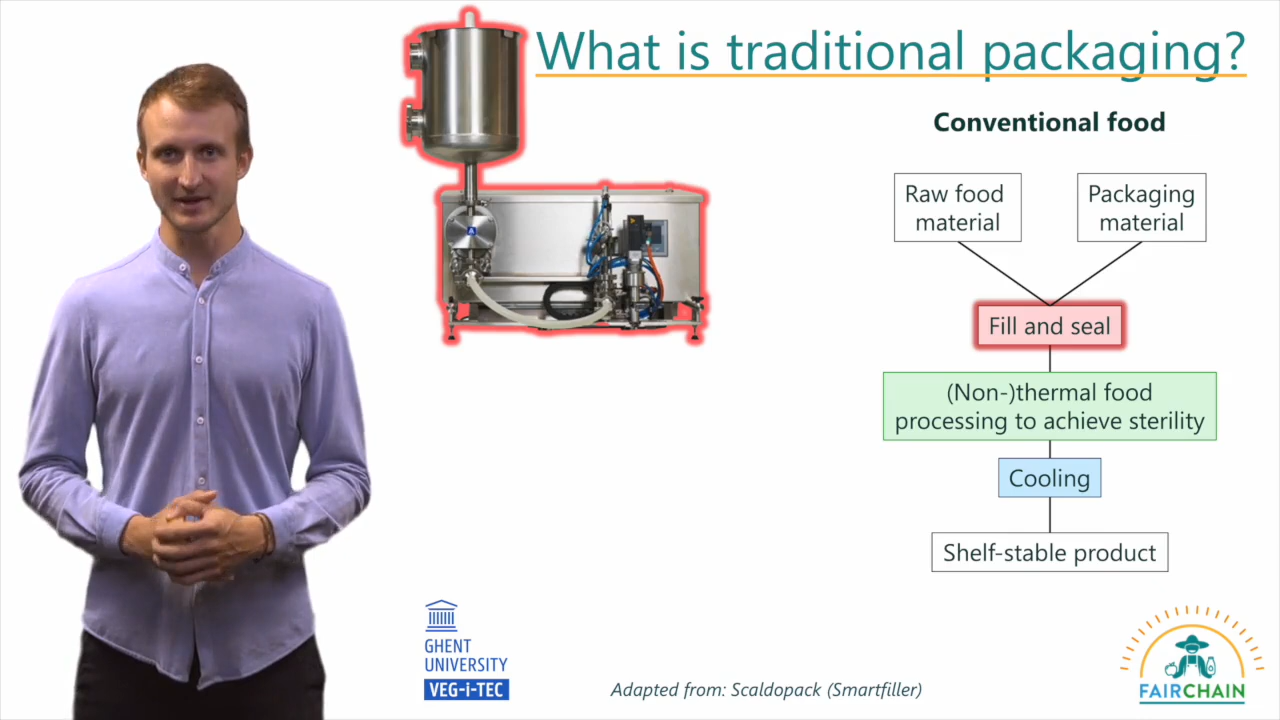 What is traditional packaging?
Conventional food
Raw food
material
Packaging
material
Fill and seal
(Non-)thermal food
processing to achieve sterility
Cooling
Shelf-stable product
GHENT
UNIVERSITY
VEG-i-TEC
Adapted from: Scaldopack (Smartfiller)
FAIRCHAIN